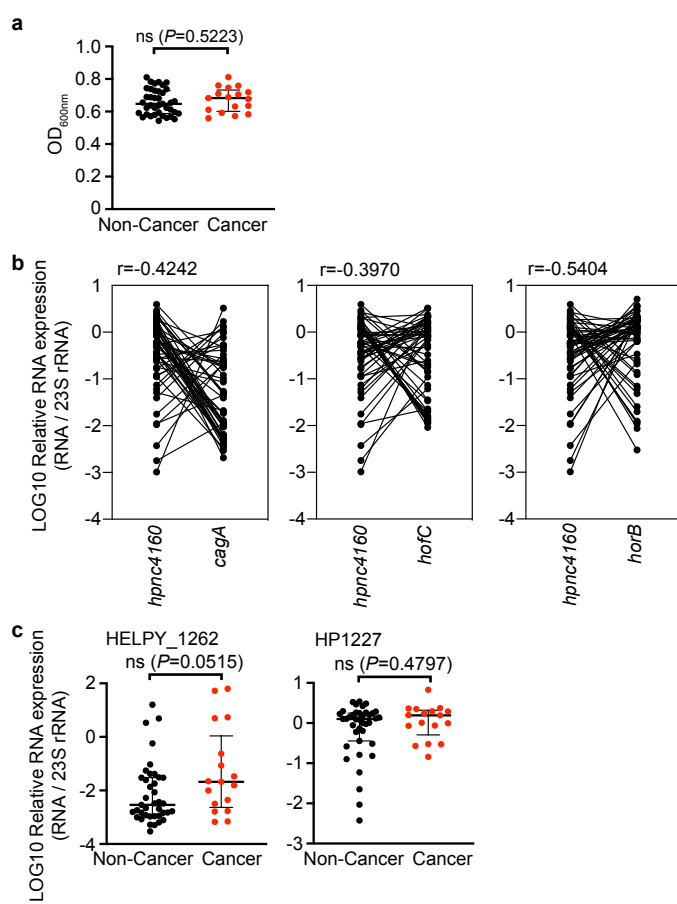 a
ns (P=0.5223)
OD600nm
1.0
0.8
0.6
0.4
0.2
0
Non-Cancer Cancer
b
r=-0.4242
r=-0.3970
r=-0.5404
LOG10 Relative RNA expression
(RNA / 23S rRNA)
1
0
-1
-2
-3
-4
hpnc4160
cagA
1
0
-1
-2
-3
-4
hpnc4160
hofC
1
0
-1
-2
-3
-4
hpnc4160
horB
c
HELPY_1262
ns (P=0.0515)
LOG10 Relative RNA expression
(RNA / 23S rRNA)
2
0
-2
-4
Non-Cancer Cancer
HP1227
ns (P=0.4797)
1
0
-1
-2
-3
Non-Cancer Cancer